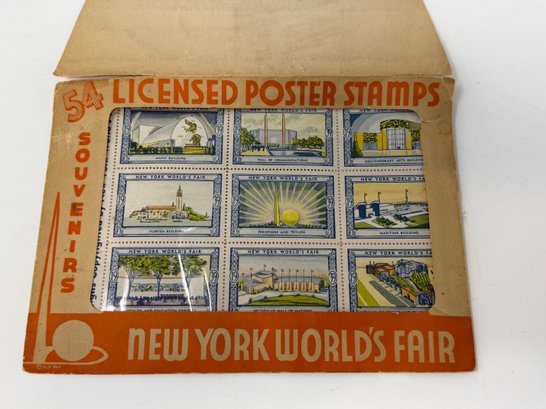 54 LICENSED POSTER STAMPS
SOUVENIRS
MUSIC BUILDING
HALL OF COMMUNICATIONS
CONTEMPORARY ARTS BUILDING
NEW YORK WORLD'S FAIR
NEW YORK WORLD'S FAIR
NEW YORK WORLD'S FAIR
FLORIDA BUILDING
PERISPHERE AND TRYLON
MARITIME BUILDING
NEW YORK WORLD'S FAIR
NEW YORK WORLD'S FAIR
NEW YORK WORLD'S FAIR
NEW YORK WORLD'S FAIR